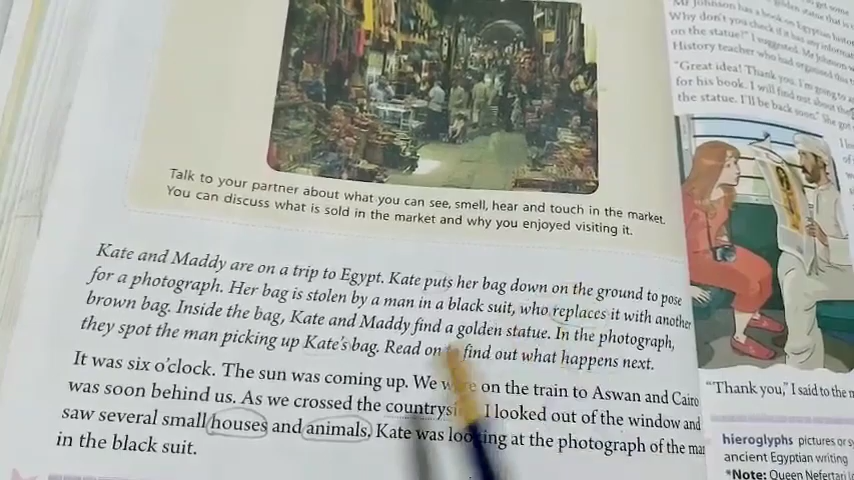 Talk to your partner about what you can see, smell, hear and touch in the market.
You can discuss what is sold in the market and why you enjoyed visiting it.
Kate and Maddy are on a trip to Egypt. Kate puts her bag down on the ground to pose
for a photograph. Her bag is stolen by a man in a black suit, who replaces it with another
brown bag. Inside the bag, Kate and Maddy find a golden statue. In the photograph,
they spot the man picking up Kate's bag. Read on find out what happens next.
It was six o'clock. The sun was coming up. We on the train to Aswan and Cairo
was soon behind us. As we crossed the I looked out of the window and
saw several small houses and animals. Kate was looking at the photograph of the
in the black suit.
Mr Johnson has a book on Egyptian
Why don't you check if it has any
on the statue?" I suggested. Mr Johnson
History teacher who had organised this
"Great idea! Thank you. I'm going to
for his book. I will find out about the
the statue. I'll be back soon." She got
"Thank you," I said to the
hieroglyphs pictures or
ancient Egyptian writing
*Note: Queen Nefertari